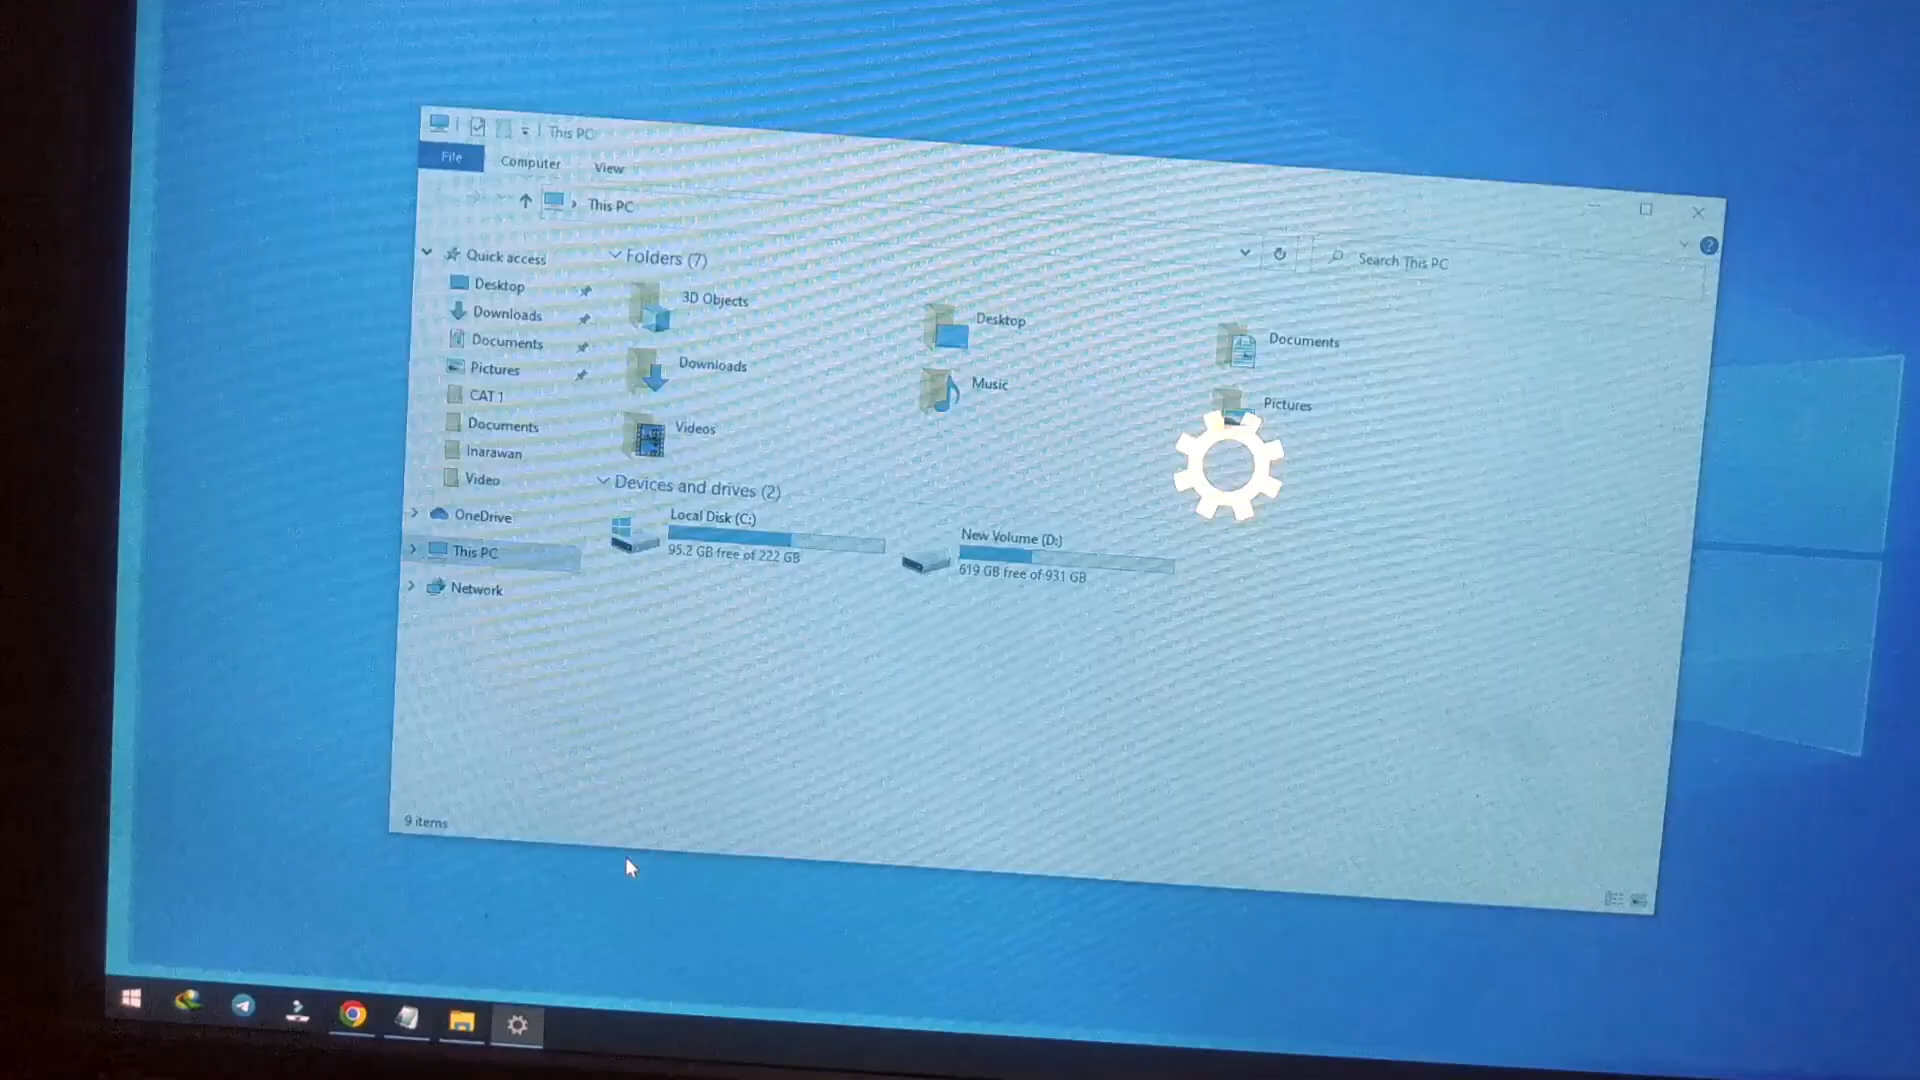 This PC
File Computer View
This PC
Search This PC
Quick access
Desktop
Downloads
Documents
Pictures
CAT 1
Documents
Inarawan
Video
OneDrive
This PC
Network
Folders (7)
3D Objects
Desktop
Documents
Downloads
Music
Pictures
Videos
Devices and drives (2)
Local Disk (C:)
95.2 GB free of 222 GB
New Volume (D:)
619 GB free of 931 GB
9 items